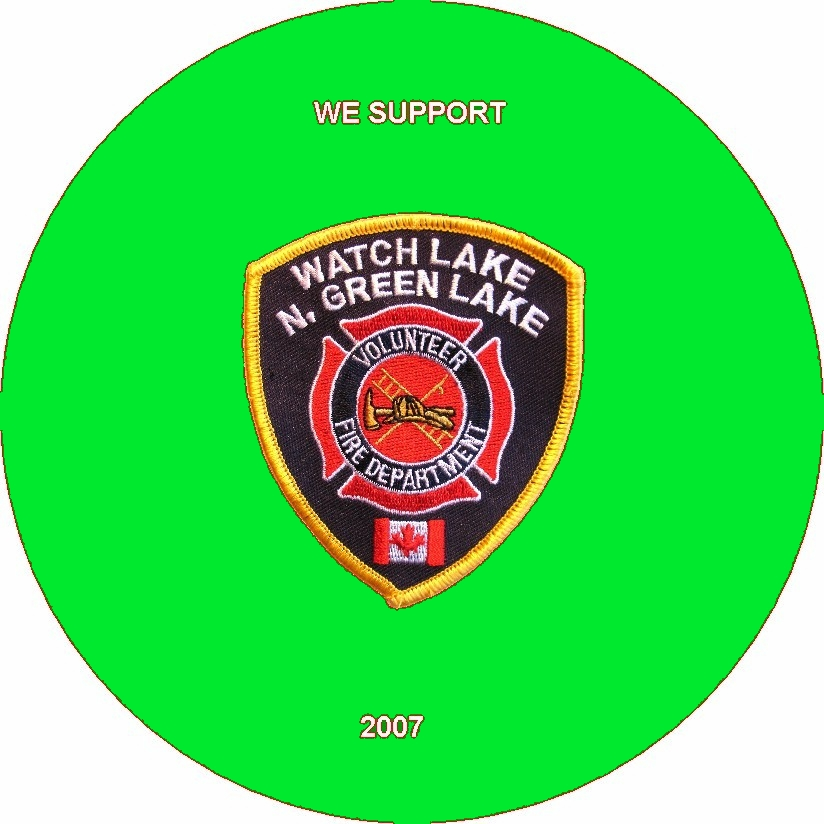 WE SUPPORT
WATCH LAKE
N. GREEN LAKE
VOLUNTEER
FIRE DEPARTMENT
2007